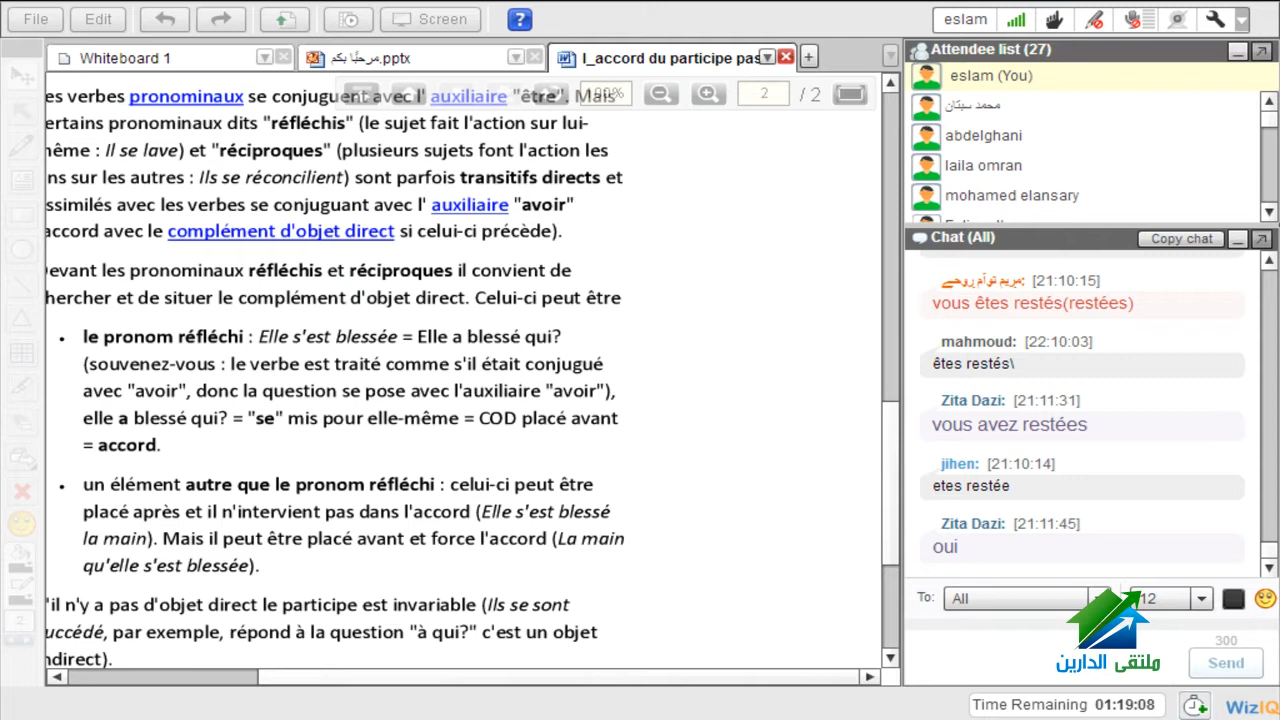 File Edit Screen ? eslam
Whiteboard 1
مرحبًا بكم.pptx
l_accord du participe pas
Attendee list (27)
eslam (You)
محمد سبتان
abdelghani
laila omran
mohamed elansary
2 / 2
es verbes pronominaux se conjuguent avec l' auxiliaire "être". Mais
ertains pronominaux dits "réfléchis" (le sujet fait l'action sur lui-
nême : Il se lave) et "réciproques" (plusieurs sujets font l'action les
ns sur les autres : Ils se réconcilient) sont parfois transitifs directs et
ssimilés avec les verbes se conjuguant avec l' auxiliaire "avoir"
accord avec le complément d'objet direct si celui-ci précède).
evant les pronominaux réfléchis et réciproques il convient de
hercher et de situer le complément d'objet direct. Celui-ci peut être
• le pronom réfléchi : Elle s'est blessée = Elle a blessé qui?
(souvenez-vous : le verbe est traité comme s'il était conjugué
avec "avoir", donc la question se pose avec l'auxiliaire "avoir"),
elle a blessé qui? = "se" mis pour elle-même = COD placé avant
= accord.
• un élément autre que le pronom réfléchi : celui-ci peut être
placé après et il n'intervient pas dans l'accord (Elle s'est blessé
la main). Mais il peut être placé avant et force l'accord (La main
qu'elle s'est blessée).
'il n'y a pas d'objet direct le participe est invariable (Ils se sont
uccédé, par exemple, répond à la question "à qui?" c'est un objet
ndirect).
Chat (All) Copy chat
مريم توأم روحي: [21:10:15]
vous êtes restés(restées)
mahmoud: [22:10:03]
êtes restés\
Zita Dazi: [21:11:31]
vous avez restées
jihen: [21:10:14]
etes restée
Zita Dazi: [21:11:45]
oui
To: All 12
300
Send
ملتقى الدارين
Time Remaining 01:19:08
WizIQ